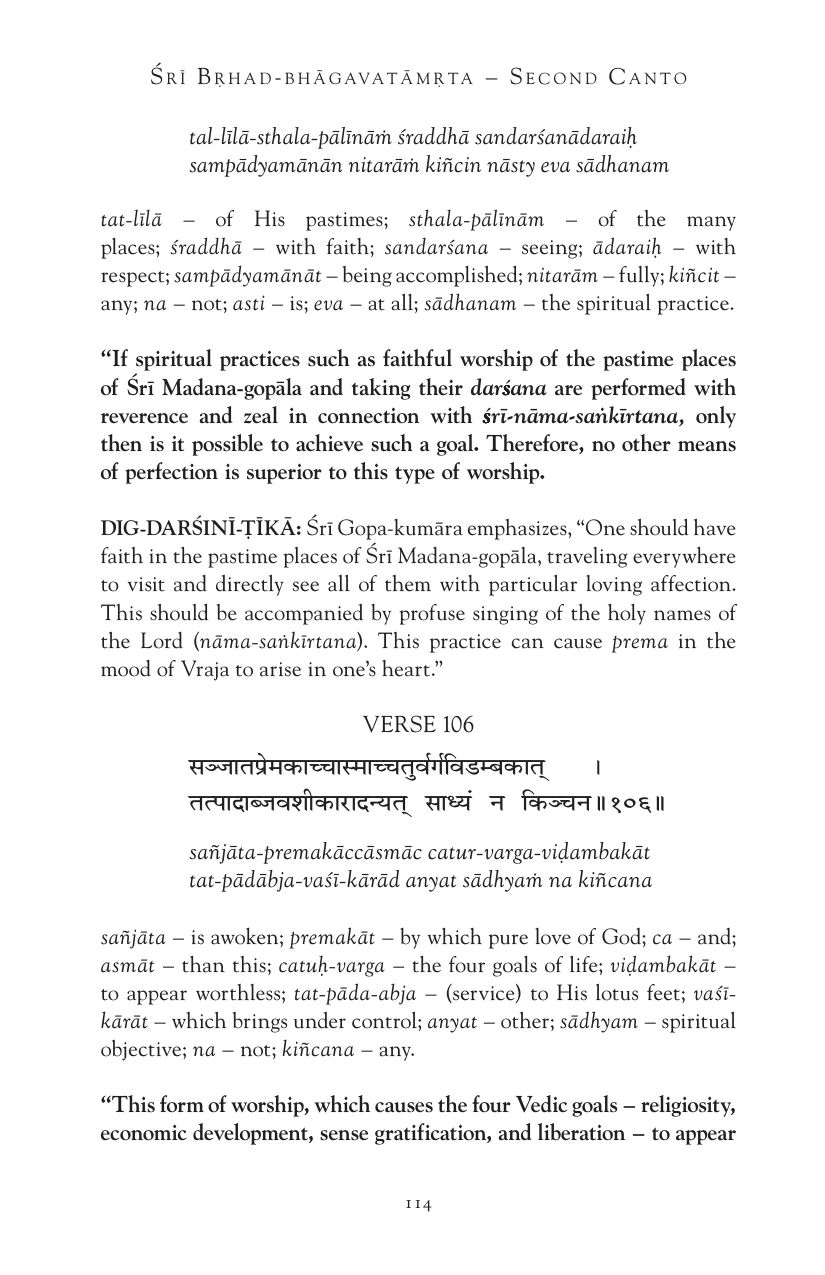 Śrī Bṛhad-bhāgavatāmṛta – Second Canto
tal-līlā-sthala-pālīnāṁ śraddhā sandarśanādaraiḥ
sampādyamānān nitarāṁ kiñcin nāsty eva sādhanam
tat-līlā – of His pastimes; sthala-pālīnām – of the many
places; śraddhā – with faith; sandarśana – seeing; ādaraiḥ – with
respect; sampādyamānāt – being accomplished; nitarām – fully; kiñcit –
any; na – not; asti – is; eva – at all; sādhanam – the spiritual practice.
“If spiritual practices such as faithful worship of the pastime places
of Śrī Madana-gopāla and taking their darśana are performed with
reverence and zeal in connection with śrī-nāma-saṅkīrtana, only
then is it possible to achieve such a goal. Therefore, no other means
of perfection is superior to this type of worship.
DIG-DARŚINĪ-ṬĪKĀ: Śrī Gopa-kumāra emphasizes, “One should have
faith in the pastime places of Śrī Madana-gopāla, traveling everywhere
to visit and directly see all of them with particular loving affection.
This should be accompanied by profuse singing of the holy names of
the Lord (nāma-saṅkīrtana). This practice can cause prema in the
mood of Vraja to arise in one’s heart.”
VERSE 106
सञ्जातप्रेमकाच्चास्माच्चतुर्वर्गविडम्बकात् ।
तत्पादाब्जवशीकारादन्यत् साध्यं न किञ्चन॥१०६॥
sañjāta-premakāccāsmāc catur-varga-viḍambakāt
tat-pādābja-vaśī-kārād anyat sādhyaṁ na kiñcana
sañjāta – is awoken; premakāt – by which pure love of God; ca – and;
asmāt – than this; catuḥ-varga – the four goals of life; viḍambakāt –
to appear worthless; tat-pāda-abja – (service) to His lotus feet; vaśī-
kārāt – which brings under control; anyat – other; sādhyam – spiritual
objective; na – not; kiñcana – any.
“This form of worship, which causes the four Vedic goals – religiosity,
economic development, sense gratification, and liberation – to appear
114